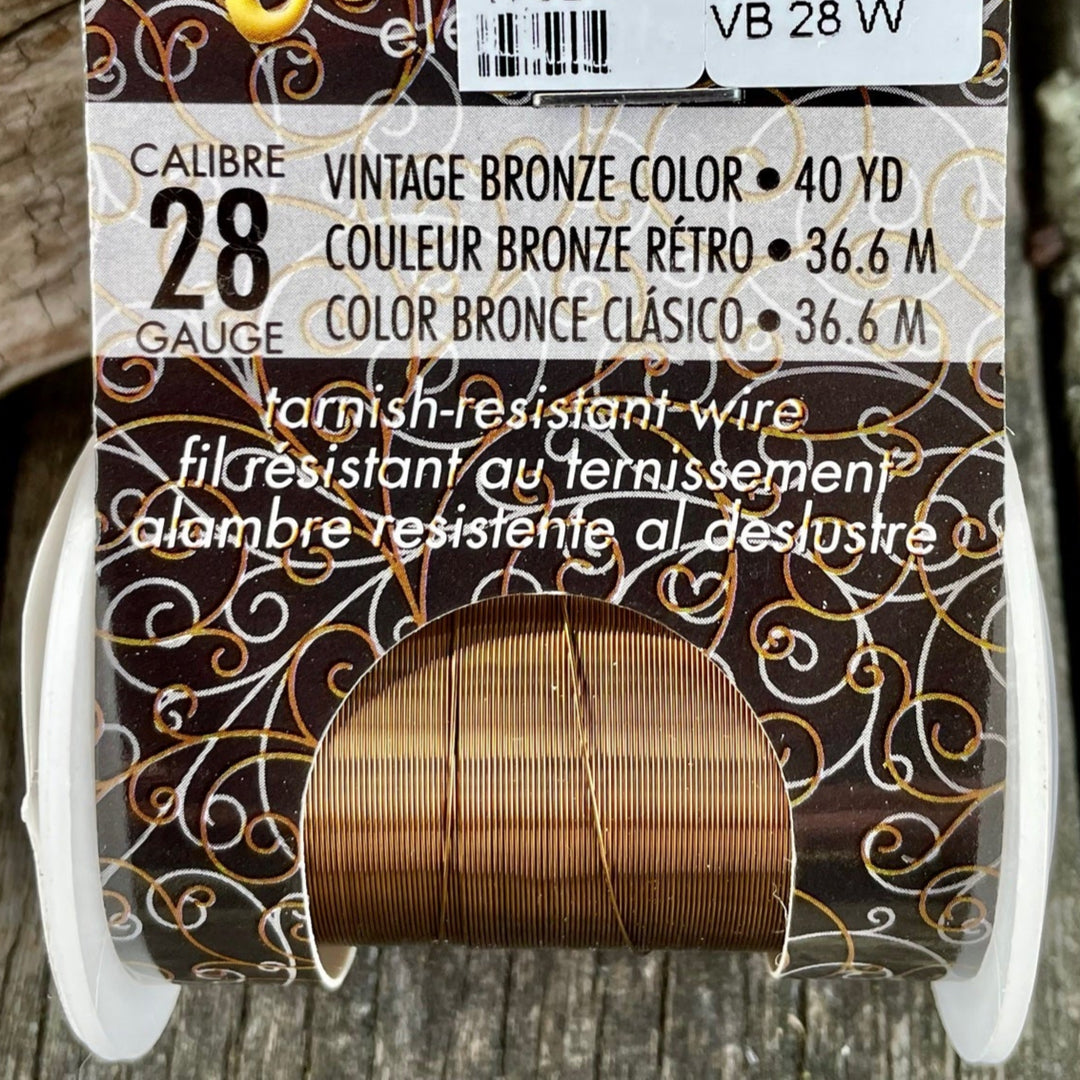 VB 28 W
CALIBRE
28
GAUGE
VINTAGE BRONZE COLOR • 40 YD
COULEUR BRONZE RÉTRO • 36.6 M
COLOR BRONCE CLÁSICO • 36.6 M
tarnish-resistant wire
fil résistant au ternissement
alambre resistente al deslustre